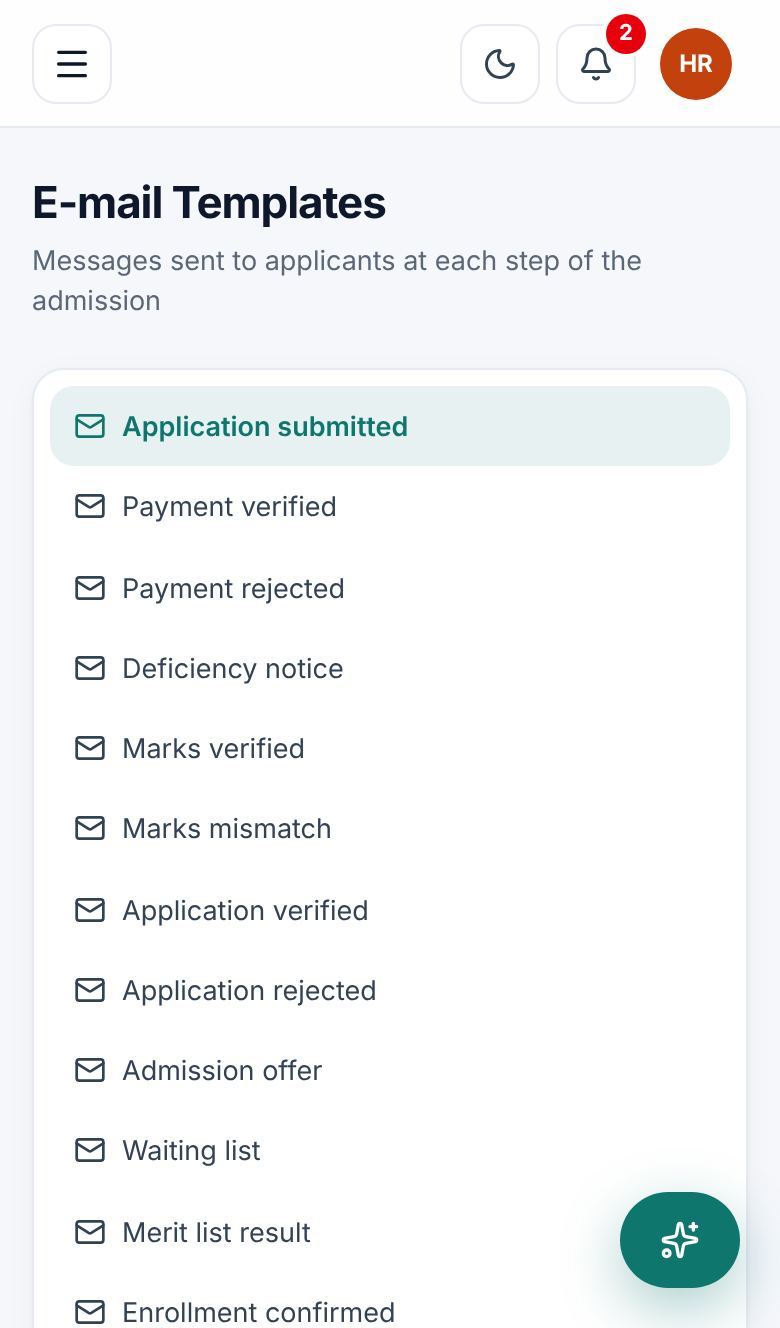 2
HR
E-mail Templates
Messages sent to applicants at each step of the
admission
Application submitted
Payment verified
Payment rejected
Deficiency notice
Marks verified
Marks mismatch
Application verified
Application rejected
Admission offer
Waiting list
Merit list result
Enrollment confirmed